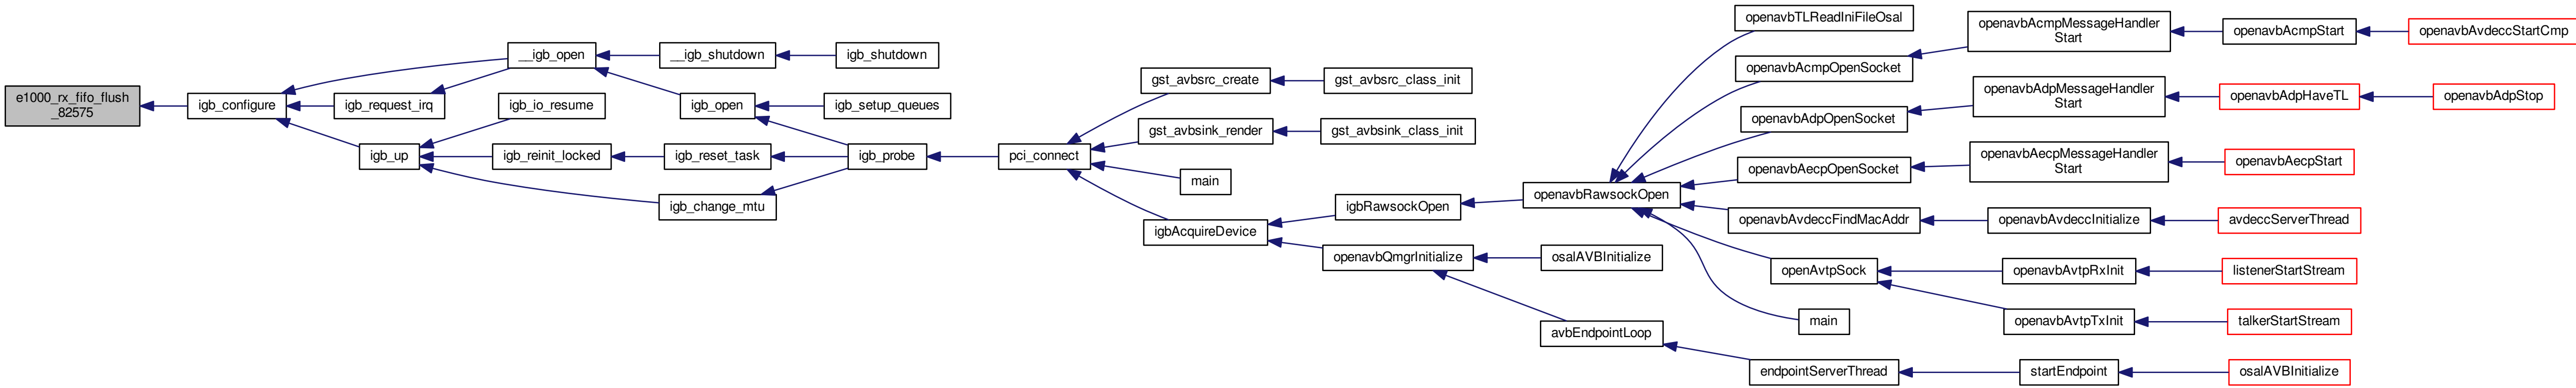 e1000_rx_fifo_flush
_82575
igb_configure
__igb_open
igb_request_irq
igb_up
__igb_shutdown
igb_shutdown
igb_io_resume
igb_open
igb_setup_queues
igb_reinit_locked
igb_reset_task
igb_probe
igb_change_mtu
pci_connect
gst_avbsrc_create
gst_avbsrc_class_init
gst_avbsink_render
gst_avbsink_class_init
main
igbAcquireDevice
igbRawsockOpen
openavbQmgrInitialize
osalAVBInitialize
avbEndpointLoop
openavbRawsockOpen
openavbTLReadIniFileOsal
openavbAcmpOpenSocket
openavbAcmpMessageHandler
Start
openavbAcmpStart
openavbAvdeccStartCmp
openavbAdpOpenSocket
openavbAdpMessageHandler
Start
openavbAdpHaveTL
openavbAdpStop
openavbAecpOpenSocket
openavbAecpMessageHandler
Start
openavbAecpStart
openavbAvdeccFindMacAddr
openavbAvdeccInitialize
avdeccServerThread
openAvtpSock
openavbAvtpRxInit
listenerStartStream
openavbAvtpTxInit
talkerStartStream
main
endpointServerThread
startEndpoint
osalAVBInitialize